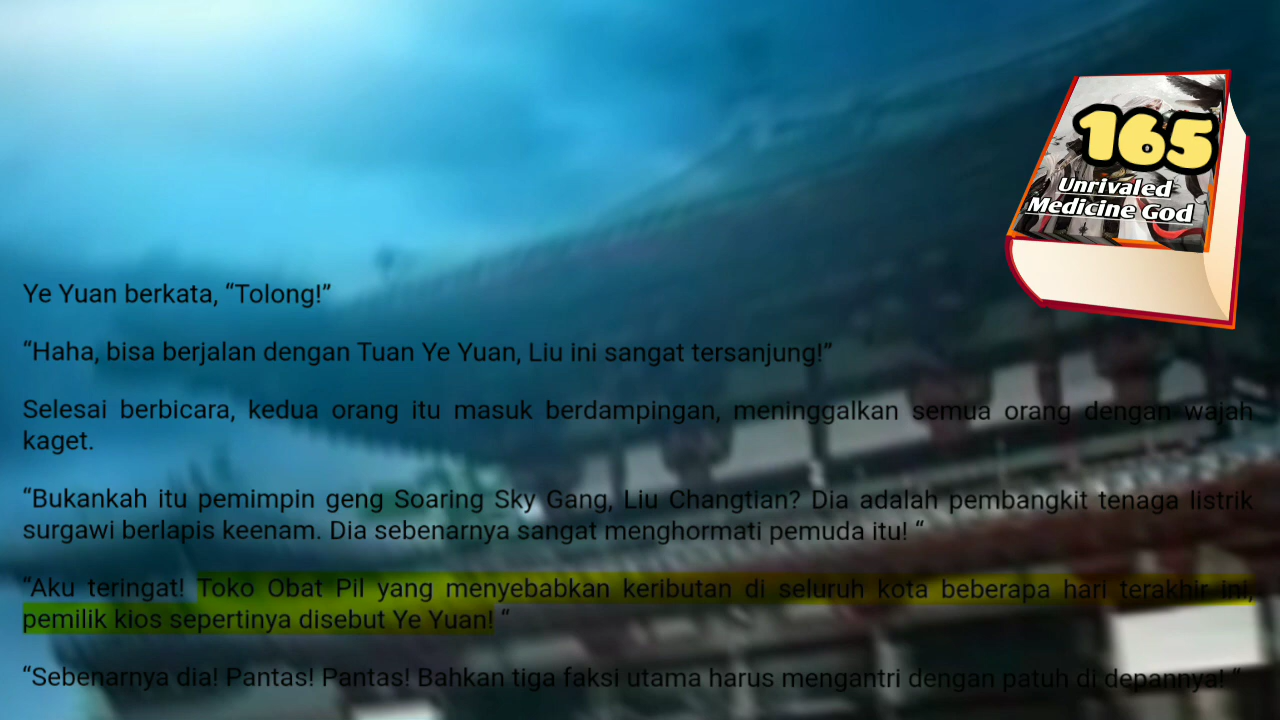 165
Unrivaled
Medicine God
Ye Yuan berkata, “Tolong!”
“Haha, bisa berjalan dengan Tuan Ye Yuan, Liu ini sangat tersanjung!”
Selesai berbicara, kedua orang itu masuk berdampingan, meninggalkan semua orang dengan wajah
kaget.
“Bukankah itu pemimpin geng Soaring Sky Gang, Liu Changtian? Dia adalah pembangkit tenaga listrik
surgawi berlapis keenam. Dia sebenarnya sangat menghormati pemuda itu! “
“Aku teringat! Toko Obat Pil yang menyebabkan keributan di seluruh kota beberapa hari terakhir ini,
pemilik kios sepertinya disebut Ye Yuan! “
“Sebenarnya dia! Pantas! Pantas! Bahkan tiga faksi utama harus mengantri dengan patuh di depannya! “